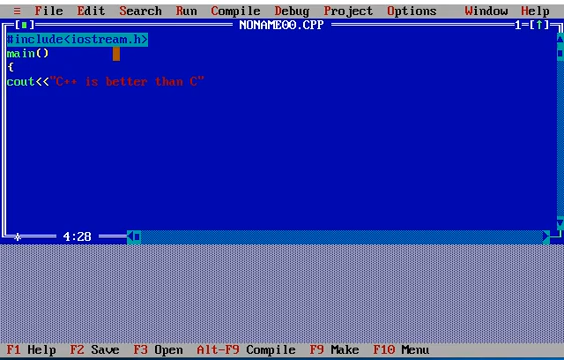 ≡ File Edit Search Run Compile Debug Project Options Window Help
[■] NONAME00.CPP 1=[↑]
#include<iostream.h>
main()
{
cout<<"C++ is better than C"
* 4:28
F1 Help F2 Save F3 Open Alt-F9 Compile F9 Make F10 Menu